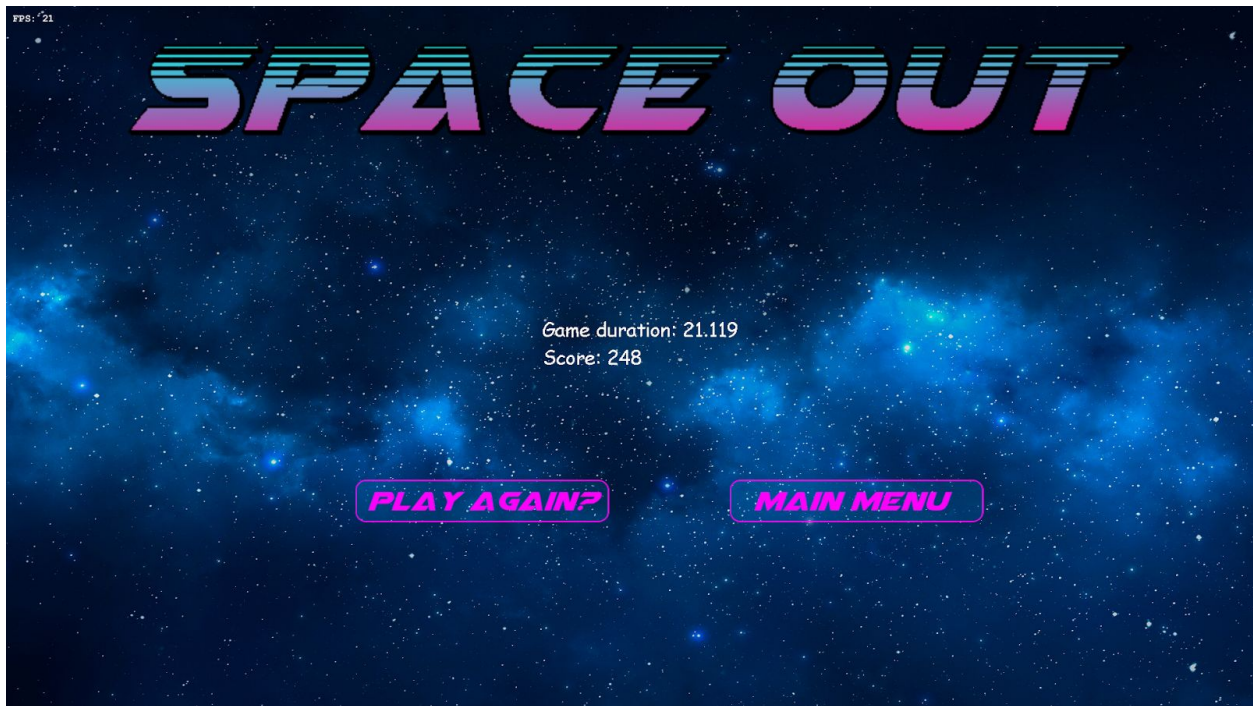 FPS: 21
SPACE OUT
Game duration: 21.119
Score: 248
PLAY AGAIN?
MAIN MENU